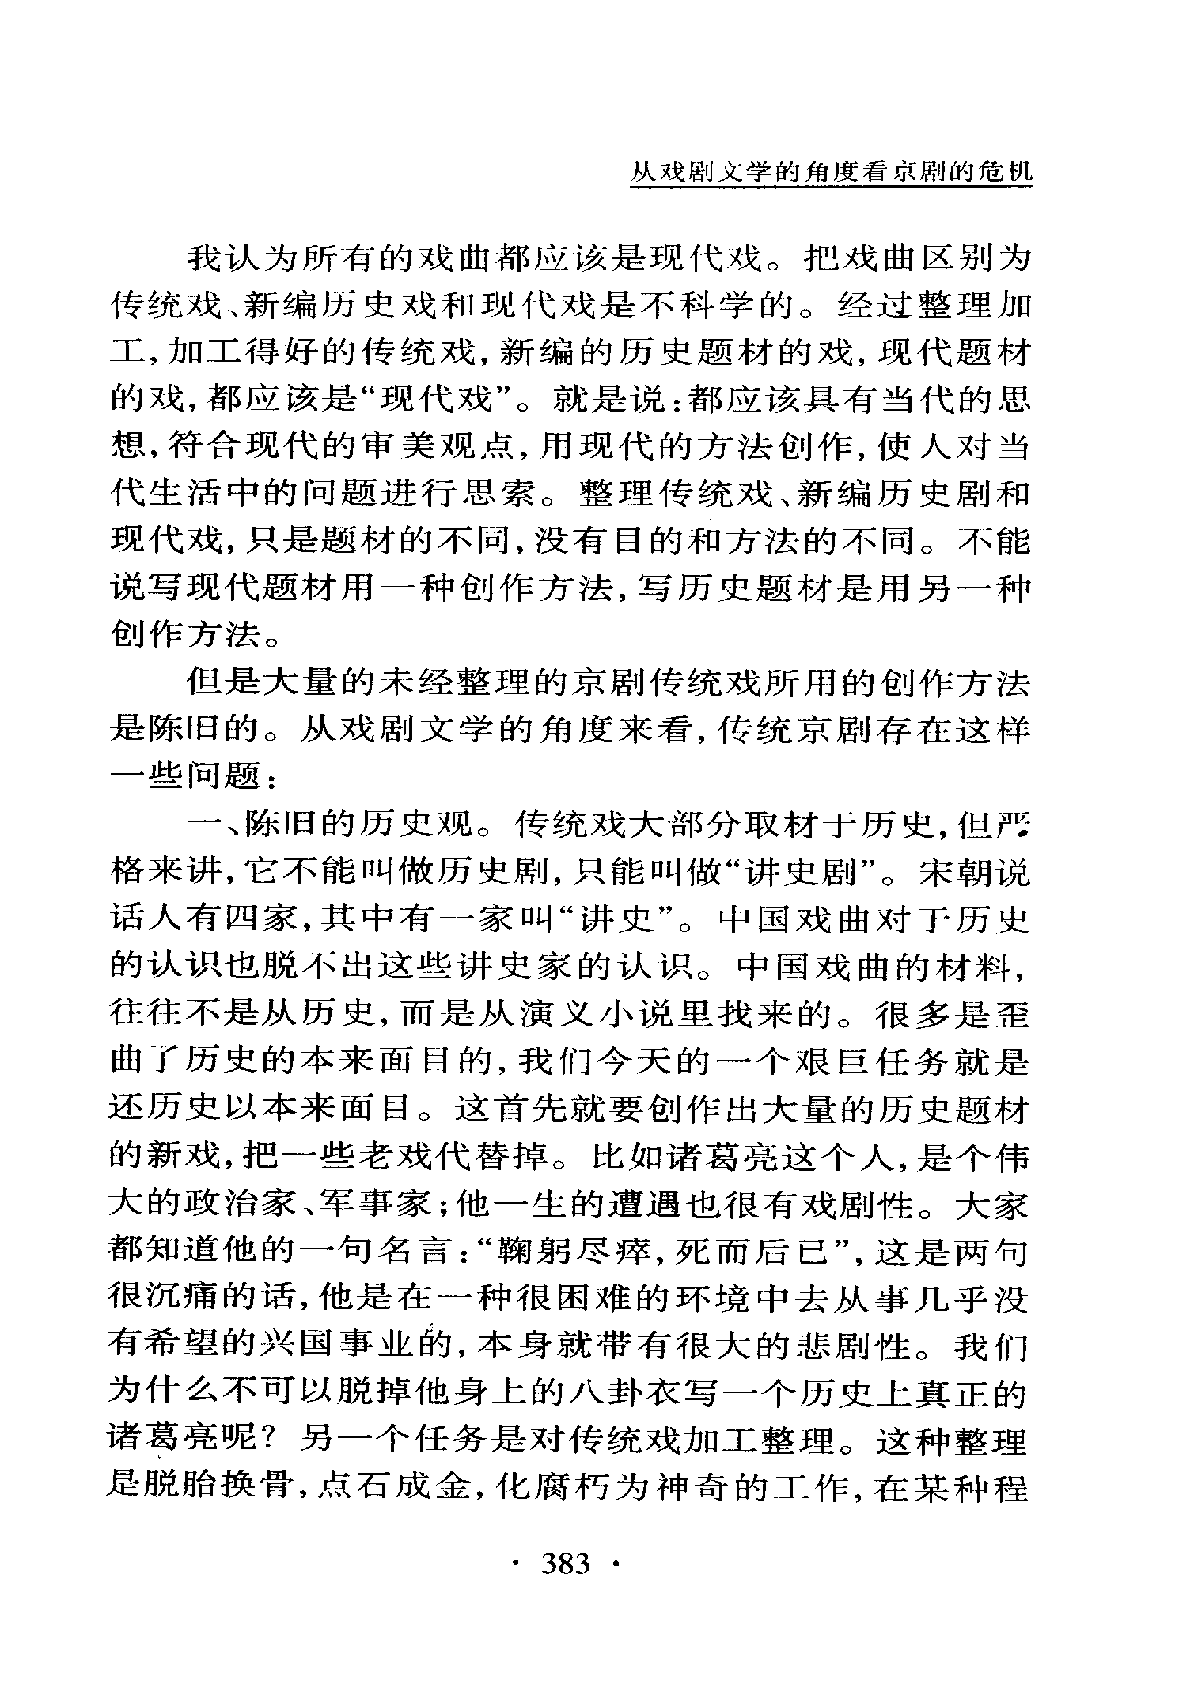 从戏剧文学的角度看京剧的危机
我认为所有的戏曲都应该是现代戏。把戏曲区别为
传统戏、新编历史戏和现代戏是不科学的。经过整理加
工,加工得好的传统戏,新编的历史题材的戏,现代题材
的戏,都应该是“现代戏”。就是说:都应该具有当代的思
想,符合现代的审美观点,用现代的方法创作,使人对当
代生活中的问题进行思索。整理传统戏、新编历史剧和
现代戏,只是题材的不同,没有目的和方法的不同。不能
说写现代题材用一种创作方法,写历史题材是用另一种
创作方法。
但是大量的未经整理的京剧传统戏所用的创作方法
是陈旧的。从戏剧文学的角度来看,传统京剧存在这样
一些问题:
一、陈旧的历史观。传统戏大部分取材于历史,但严
格来讲,它不能叫做历史剧,只能叫做“讲史剧”。宋朝说
话人有四家,其中有一家叫“讲史”。中国戏曲对于历史
的认识也脱不出这些讲史家的认识。中国戏曲的材料,
往往不是从历史,而是从演义小说里找来的。很多是歪
曲了历史的本来面目的,我们今天的一个艰巨任务就是
还历史以本来面目。这首先就要创作出大量的历史题材
的新戏,把一些老戏代替掉。比如诸葛亮这个人,是个伟
大的政治家、军事家;他一生的遭遇也很有戏剧性。大家
都知道他的一句名言:“鞠躬尽瘁,死而后已”,这是两句
很沉痛的话,他是在一种很困难的环境中去从事几乎没
有希望的兴国事业的,本身就带有很大的悲剧性。我们
为什么不可以脱掉他身上的八卦衣写一个历史上真正的
诸葛亮呢? 另一个任务是对传统戏加工整理。这种整理
是脱胎换骨,点石成金,化腐朽为神奇的工作,在某种程
· 383 ·